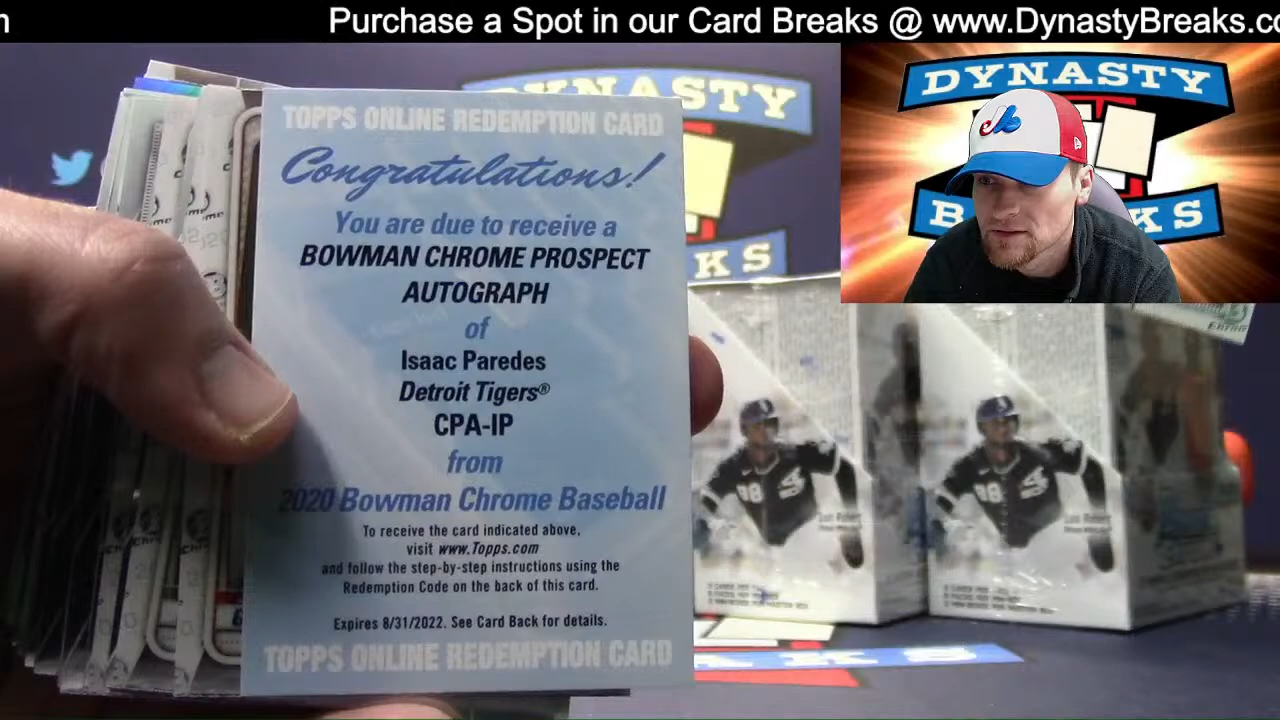 Purchase a Spot in our Card Breaks @ www.DynastyBreaks.co
DYNASTY
DYNASTY
KS
B KS
TOPPS ONLINE REDEMPTION CARD
Congratulations!
You are due to receive a
BOWMAN CHROME PROSPECT
AUTOGRAPH
of
Isaac Paredes
Detroit Tigers®
CPA-IP
from
2020 Bowman Chrome Baseball
To receive the card indicated above,
visit www.Topps.com
and follow the step-by-step instructions using the
Redemption Code on the back of this card.
Expires 8/31/2022. See Card Back for details.
TOPPS ONLINE REDEMPTION CARD
88
88
AKS